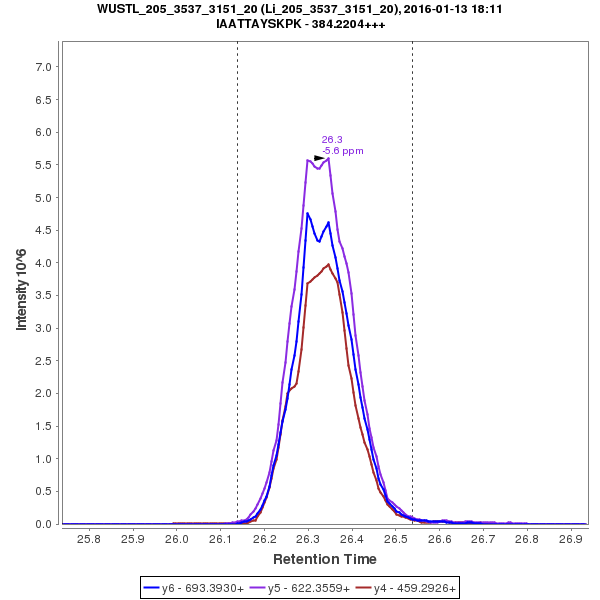 WUSTL_205_3537_3151_20 (Li_205_3537_3151_20), 2016-01-13 18:11
IAATTAYSKPK - 384.2204+++
7.0
6.5
6.0
5.5
5.0
4.5
4.0
3.5
3.0
2.5
2.0
1.5
1.0
0.5
0.0
Intensity 10^6
26.3
-5.6 ppm
25.8 25.9 26.0 26.1 26.2 26.3 26.4 26.5 26.6 26.7 26.8 26.9
Retention Time
y6 - 693.3930+ y5 - 622.3559+ y4 - 459.2926+